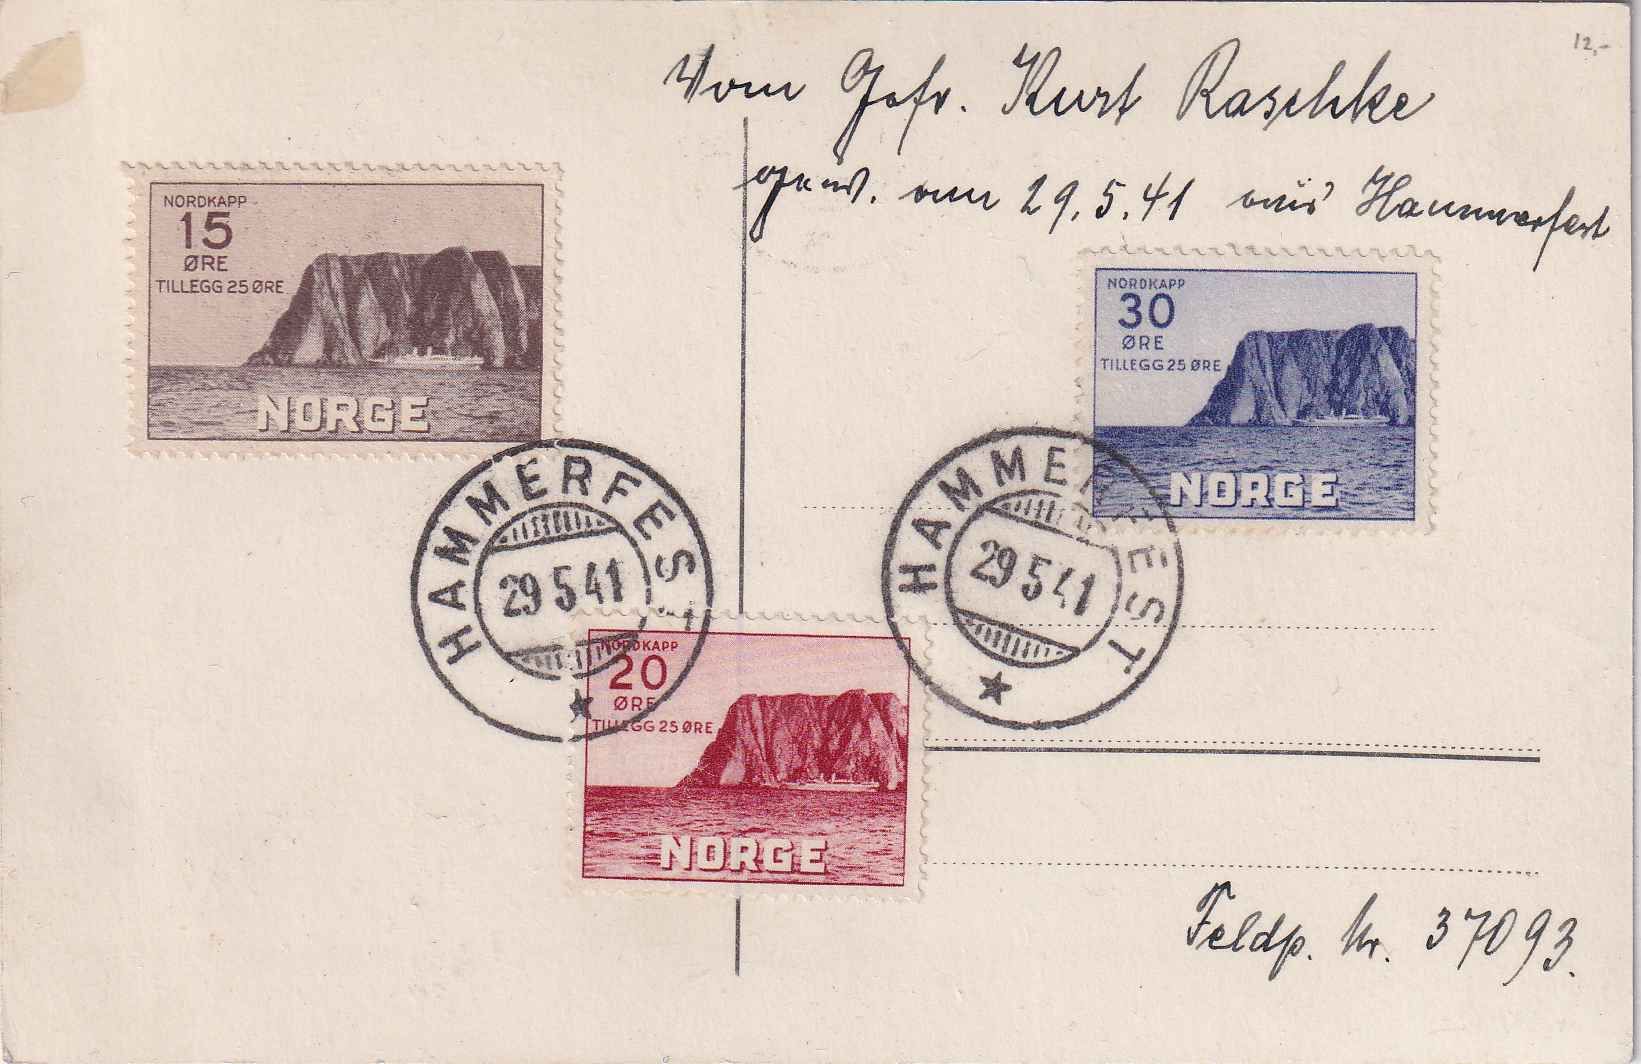 12,-
Vom Gefr. Kurt Raschke
am 29.5.41 aus Hammerfest
NORDKAPP
15
ØRE
TILLEGG 25 ØRE
NORGE
NORDKAPP
30
ØRE
TILLEGG 25 ØRE
NORGE
HAMMERFEST
29 5 41
HAMMERFEST
29 5 41
NORDKAPP
20
ØRE
TILLEGG 25 ØRE
NORGE
Feldp. Nr. 37093.